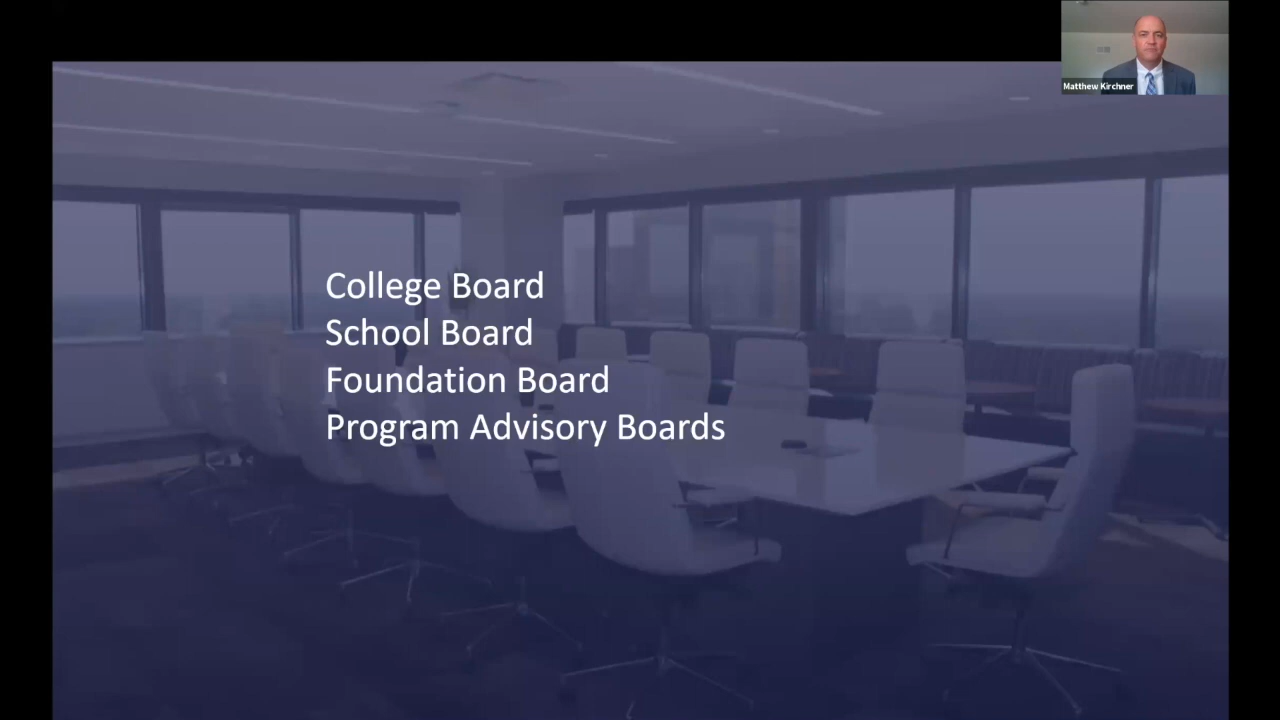 Matthew Kirchner
College Board
School Board
Foundation Board
Program Advisory Boards